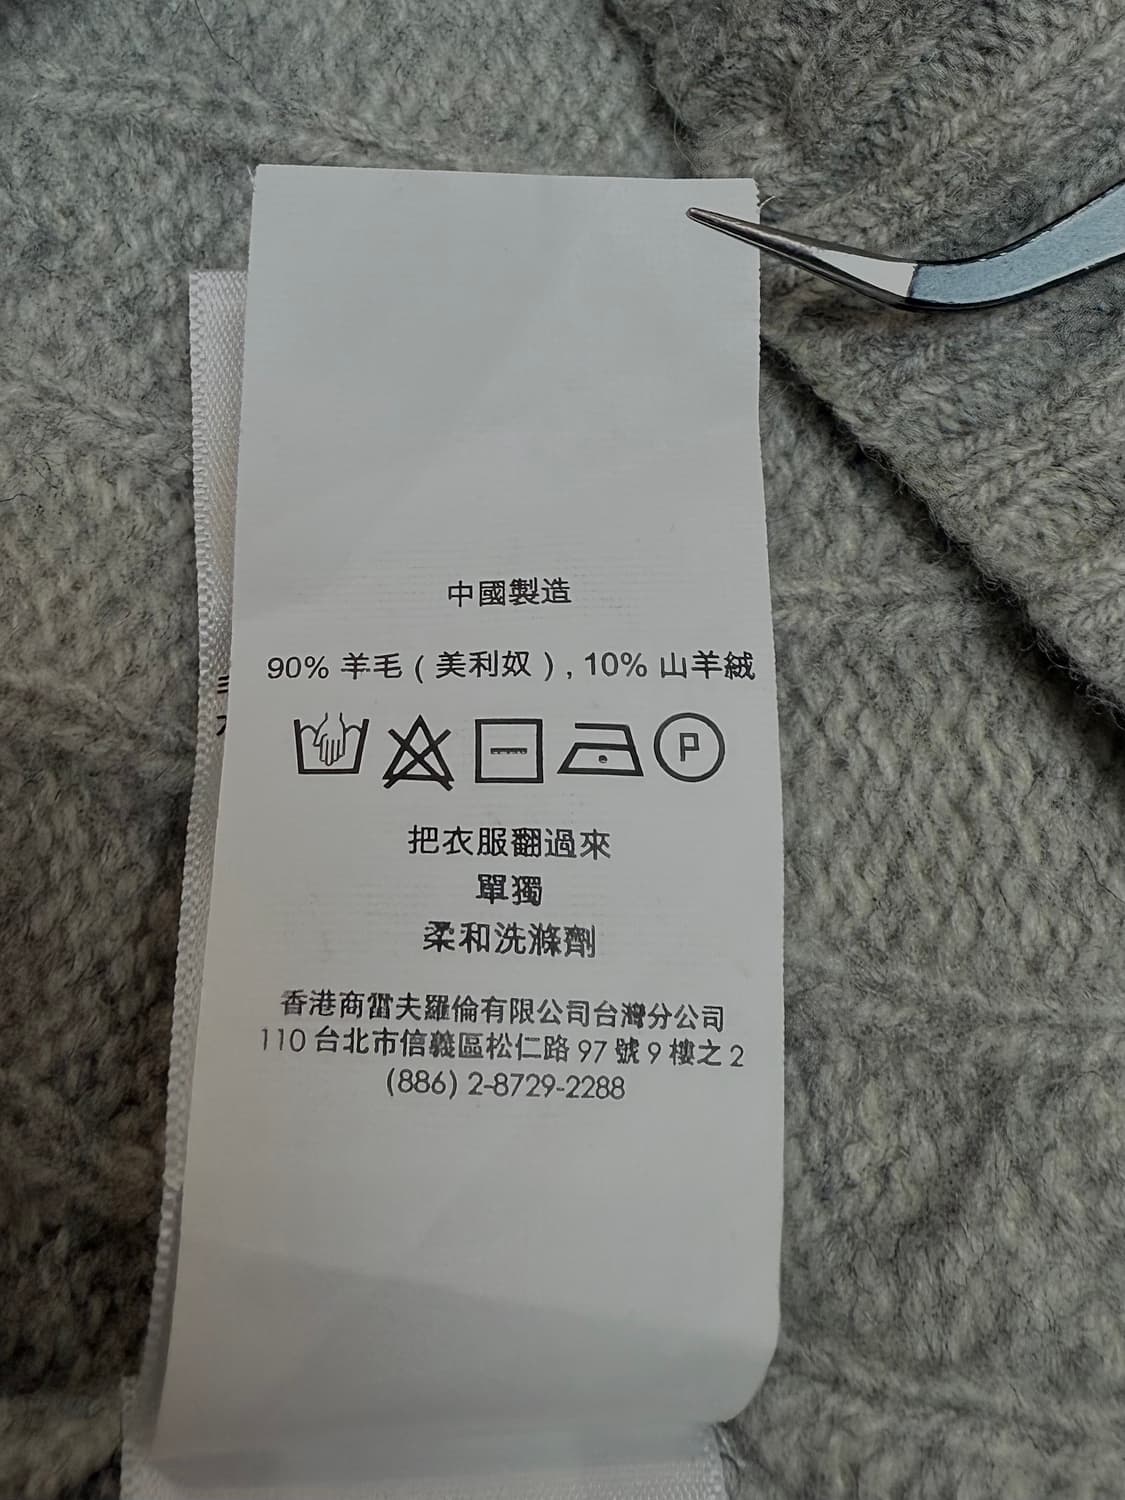 中國製造
90% 羊毛 ( 美利奴 ) , 10% 山羊絨
P
把衣服翻過來
單獨
柔和洗滌劑
香港商雷夫羅倫有限公司台灣分公司
110 台北市信義區松仁路 97 號 9 樓之 2
(886) 2-8729-2288